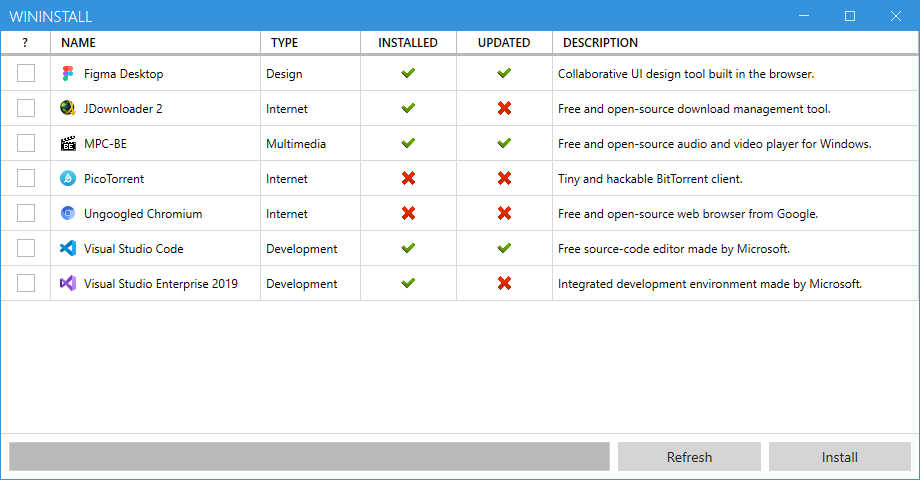 WININSTALL
? NAME TYPE INSTALLED UPDATED DESCRIPTION
Figma Desktop Design Collaborative UI design tool built in the browser.
JDownloader 2 Internet Free and open-source download management tool.
BE MPC-BE Multimedia Free and open-source audio and video player for Windows.
PicoTorrent Internet Tiny and hackable BitTorrent client.
Ungoogled Chromium Internet Free and open-source web browser from Google.
Visual Studio Code Development Free source-code editor made by Microsoft.
Visual Studio Enterprise 2019 Development Integrated development environment made by Microsoft.
Refresh Install